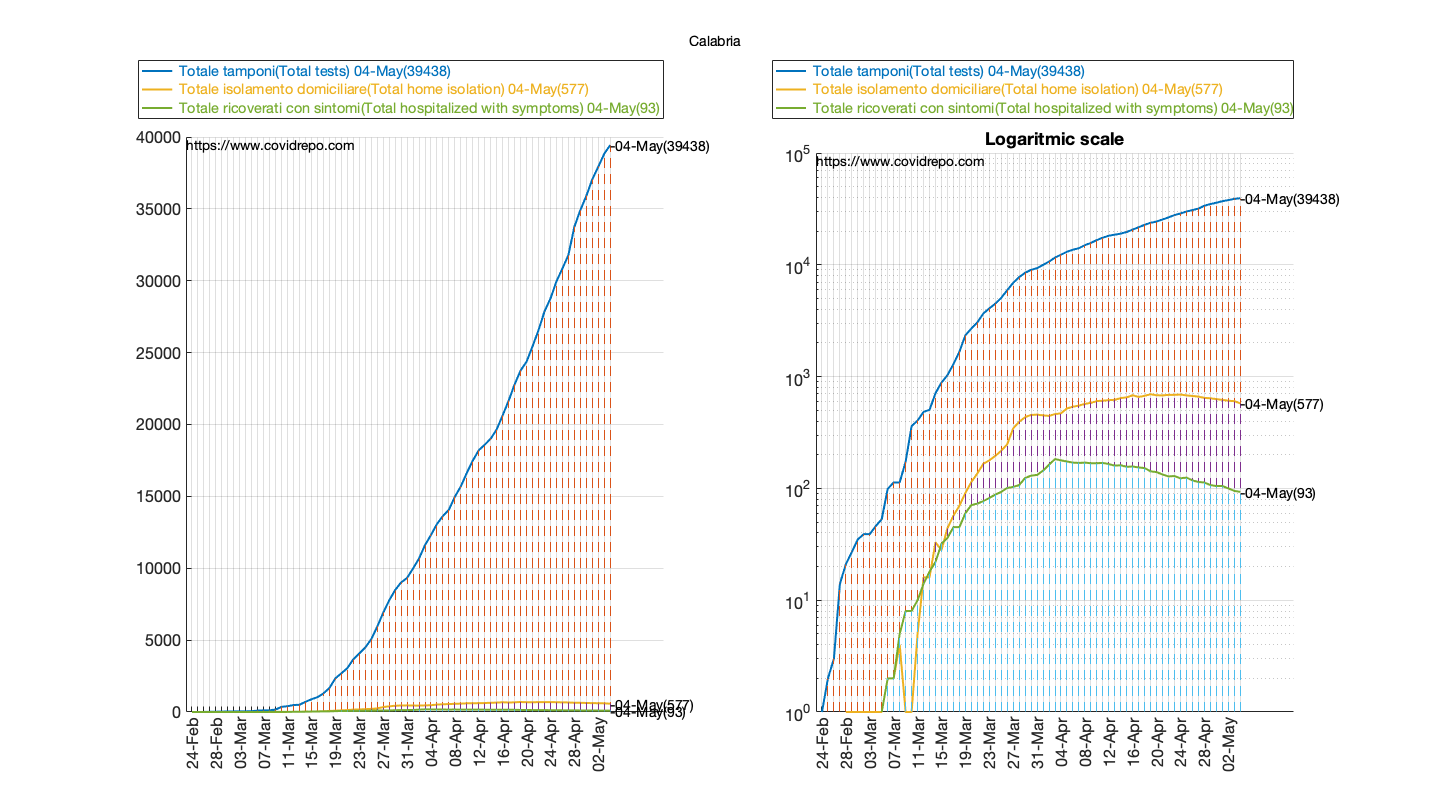 Calabria
Totale tamponi(Total tests) 04-May(39438)
Totale isolamento domiciliare(Total home isolation) 04-May(577)
Totale ricoverati con sintomi(Total hospitalized with symptoms) 04-May(93)
40000
35000
30000
25000
20000
15000
10000
5000
0
https://www.covidrepo.com
04-May(39438)
04-May(577)
04-May(93)
24-Feb
28-Feb
03-Mar
07-Mar
11-Mar
15-Mar
19-Mar
23-Mar
27-Mar
31-Mar
04-Apr
08-Apr
12-Apr
16-Apr
20-Apr
24-Apr
28-Apr
02-May
Totale tamponi(Total tests) 04-May(39438)
Totale isolamento domiciliare(Total home isolation) 04-May(577)
Totale ricoverati con sintomi(Total hospitalized with symptoms) 04-May(93)
Logaritmic scale
10^5
10^4
10^3
10^2
10^1
10^0
https://www.covidrepo.com
04-May(39438)
04-May(577)
04-May(93)
24-Feb
28-Feb
03-Mar
07-Mar
11-Mar
15-Mar
19-Mar
23-Mar
27-Mar
31-Mar
04-Apr
08-Apr
12-Apr
16-Apr
20-Apr
24-Apr
28-Apr
02-May